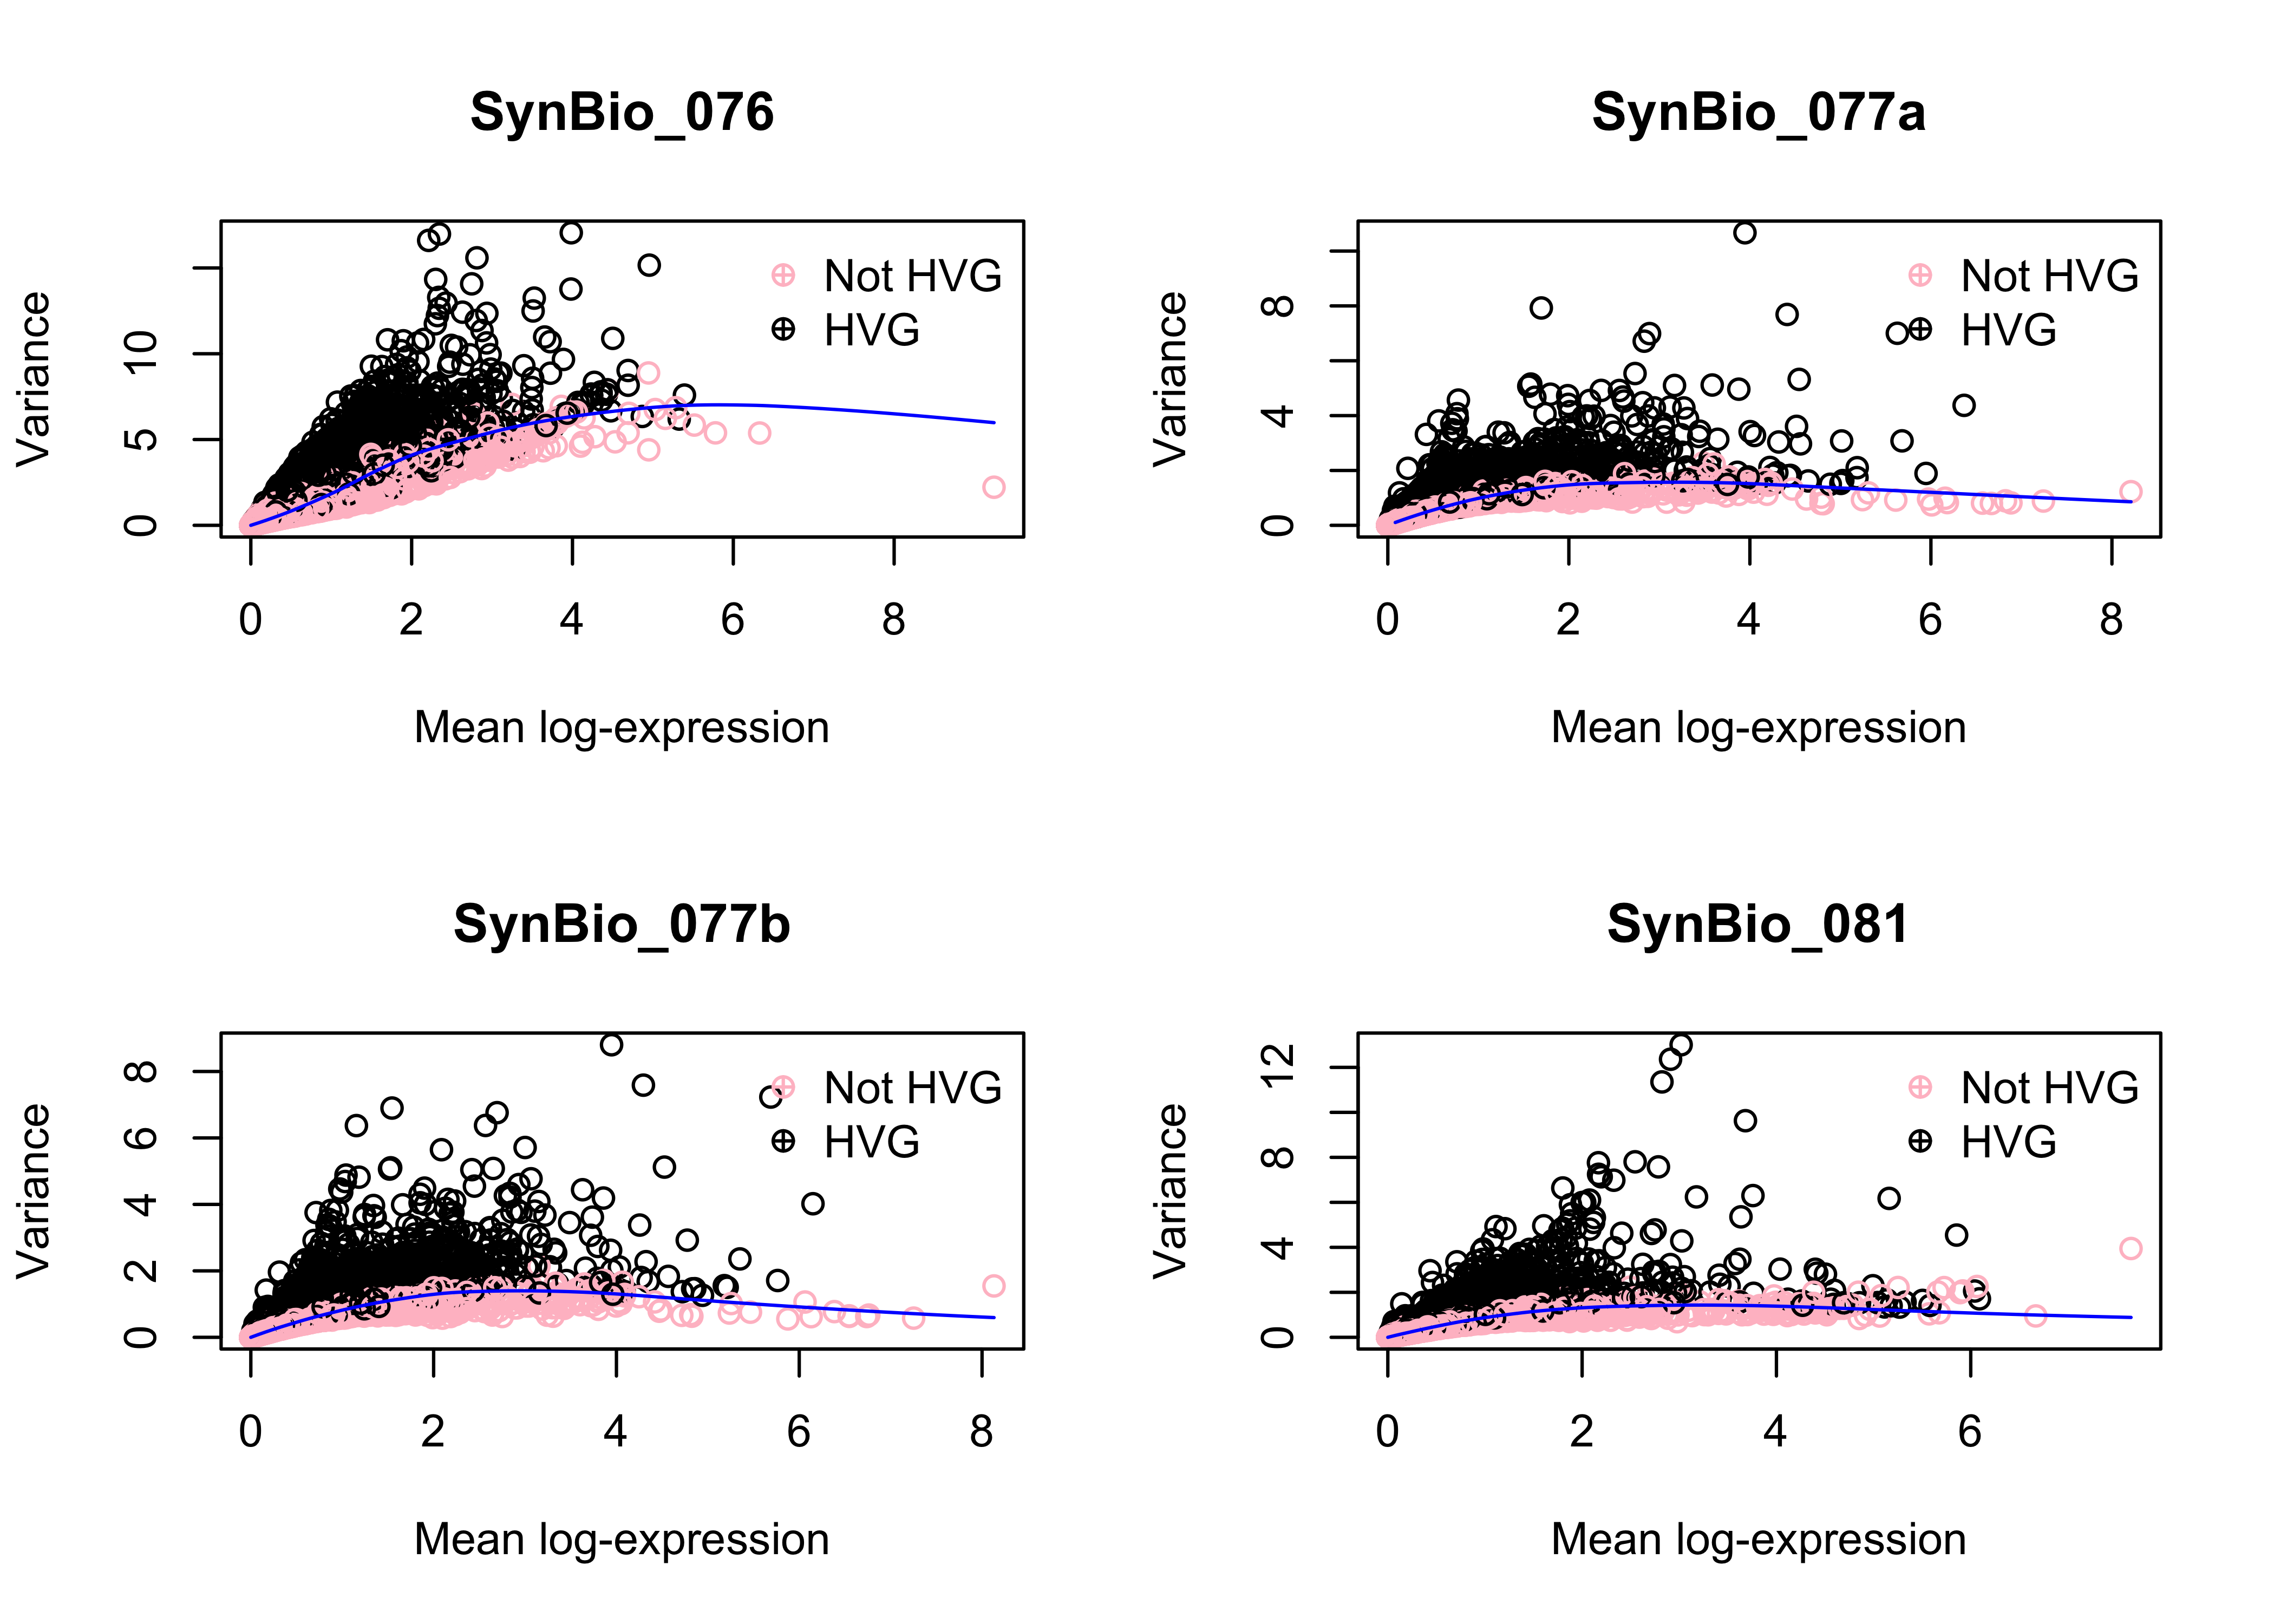 SynBio_076
Variance
0 5 10
Not HVG
HVG
0 2 4 6 8
Mean log-expression
SynBio_077a
Variance
0 4 8
Not HVG
HVG
0 2 4 6 8
Mean log-expression
SynBio_077b
Variance
0 2 4 6 8
Not HVG
HVG
0 2 4 6 8
Mean log-expression
SynBio_081
Variance
0 4 8 12
Not HVG
HVG
0 2 4 6
Mean log-expression